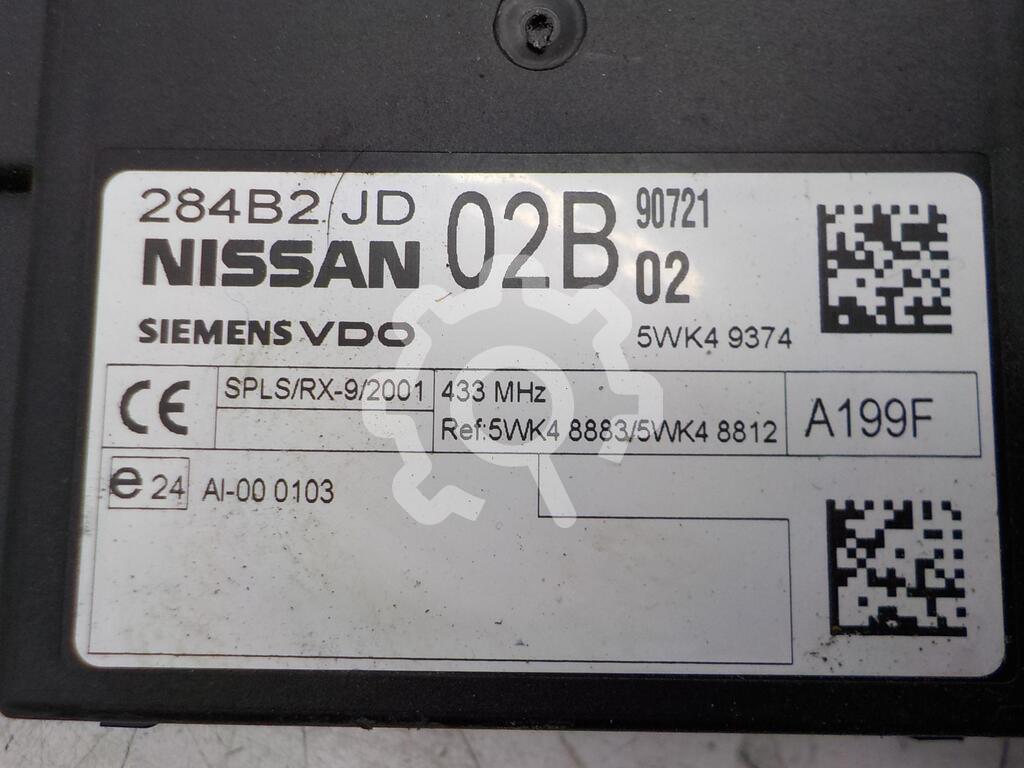 284B2 JD 02B 90721
NISSAN 02
SIEMENS VDO 5WK4 9374
CE SPLS/RX-9/2001 433 MHz
Ref:5WK4 8883/5WK4 8812 A199F
e24 AI-00 0103